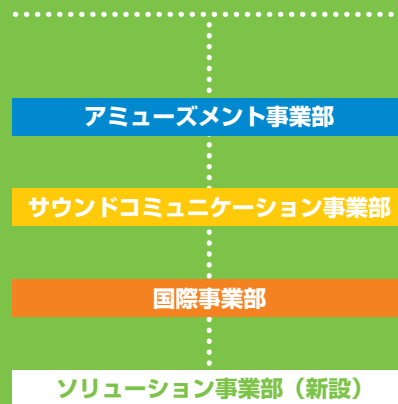 アミューズメント事業部
サウンドコミュニケーション事業部
国際事業部
ソリューション事業部（新設）